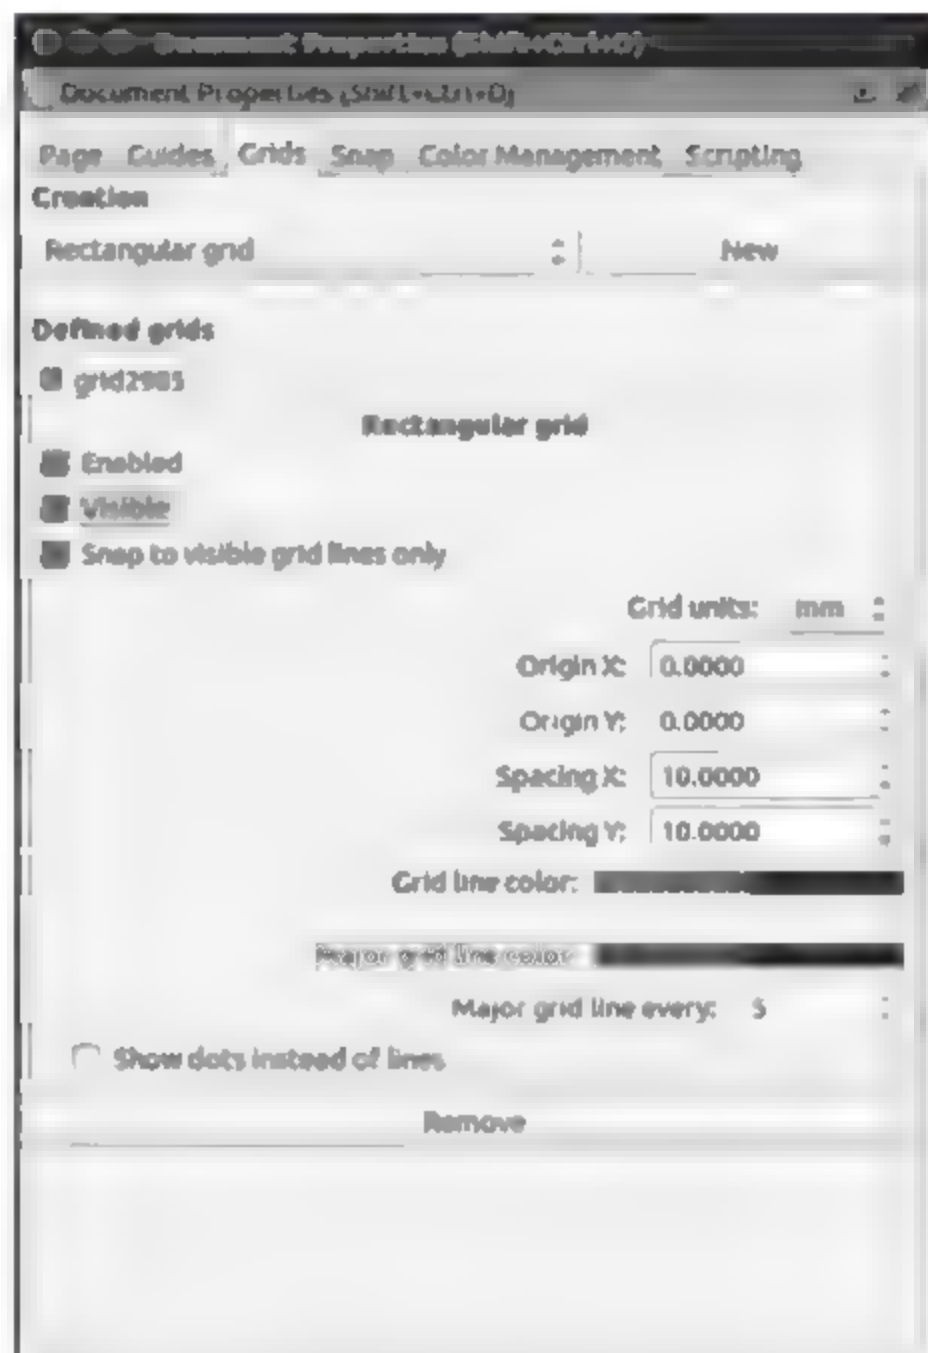 Document Properties (Shift+Ctrl+D)
Document Properties (Shift+Ctrl+D)
Page Guides Grids Snap Color Management Scripting
Creation
Rectangular grid New
Defined grids
grid2985
Rectangular grid
Enabled
Visible
Snap to visible grid lines only
Grid units: mm
Origin X: 0.0000
Origin Y: 0.0000
Spacing X: 10.0000
Spacing Y: 10.0000
Grid line color:
Major grid line color:
Major grid line every: 5
Show dots instead of lines
Remove